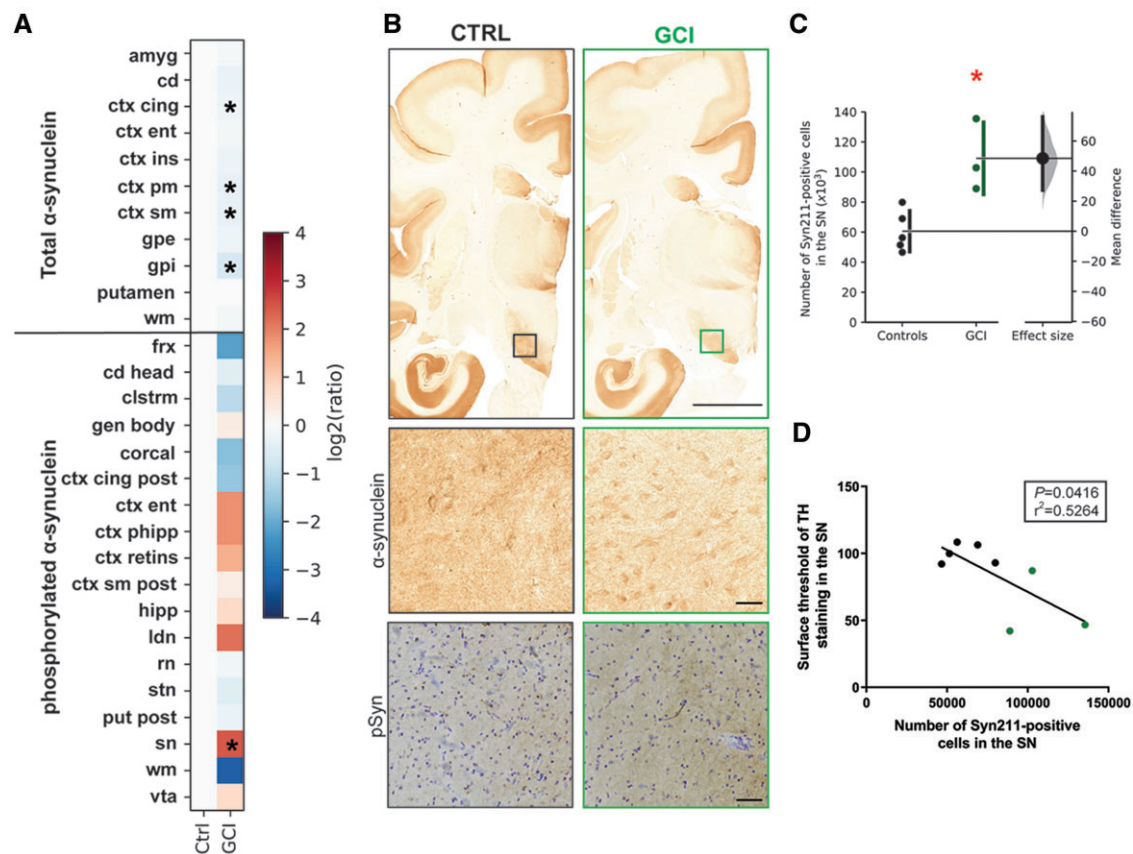 A
Total α-synuclein
amyg
cd
ctx cing *
ctx ent
ctx ins
ctx pm *
ctx sm *
gpe
gpi *
putamen
wm
phosphorylated α-synuclein
frx
cd head
clstrm
gen body
corcal
ctx cing post
ctx ent
ctx phipp
ctx retins
ctx sm post
hipp
ldn
rn
stn
put post
sn *
wm
vta
Ctrl
GCI
4
3
2
1
0
−1
−2
−3
−4
log2(ratio)
B
CTRL
GCI
α-synuclein
pSyn
C
*
Number of Syn211-positive cells
in the SN (x10³)
140
120
100
80
60
40
20
0
Controls
GCI
Effect size
60
40
20
0
−20
−40
−60
Mean difference
D
Surface threshold of TH
staining in the SN
150
100
50
0
P=0.0416
r²=0.5264
0
50000
100000
150000
Number of Syn211-positive
cells in the SN